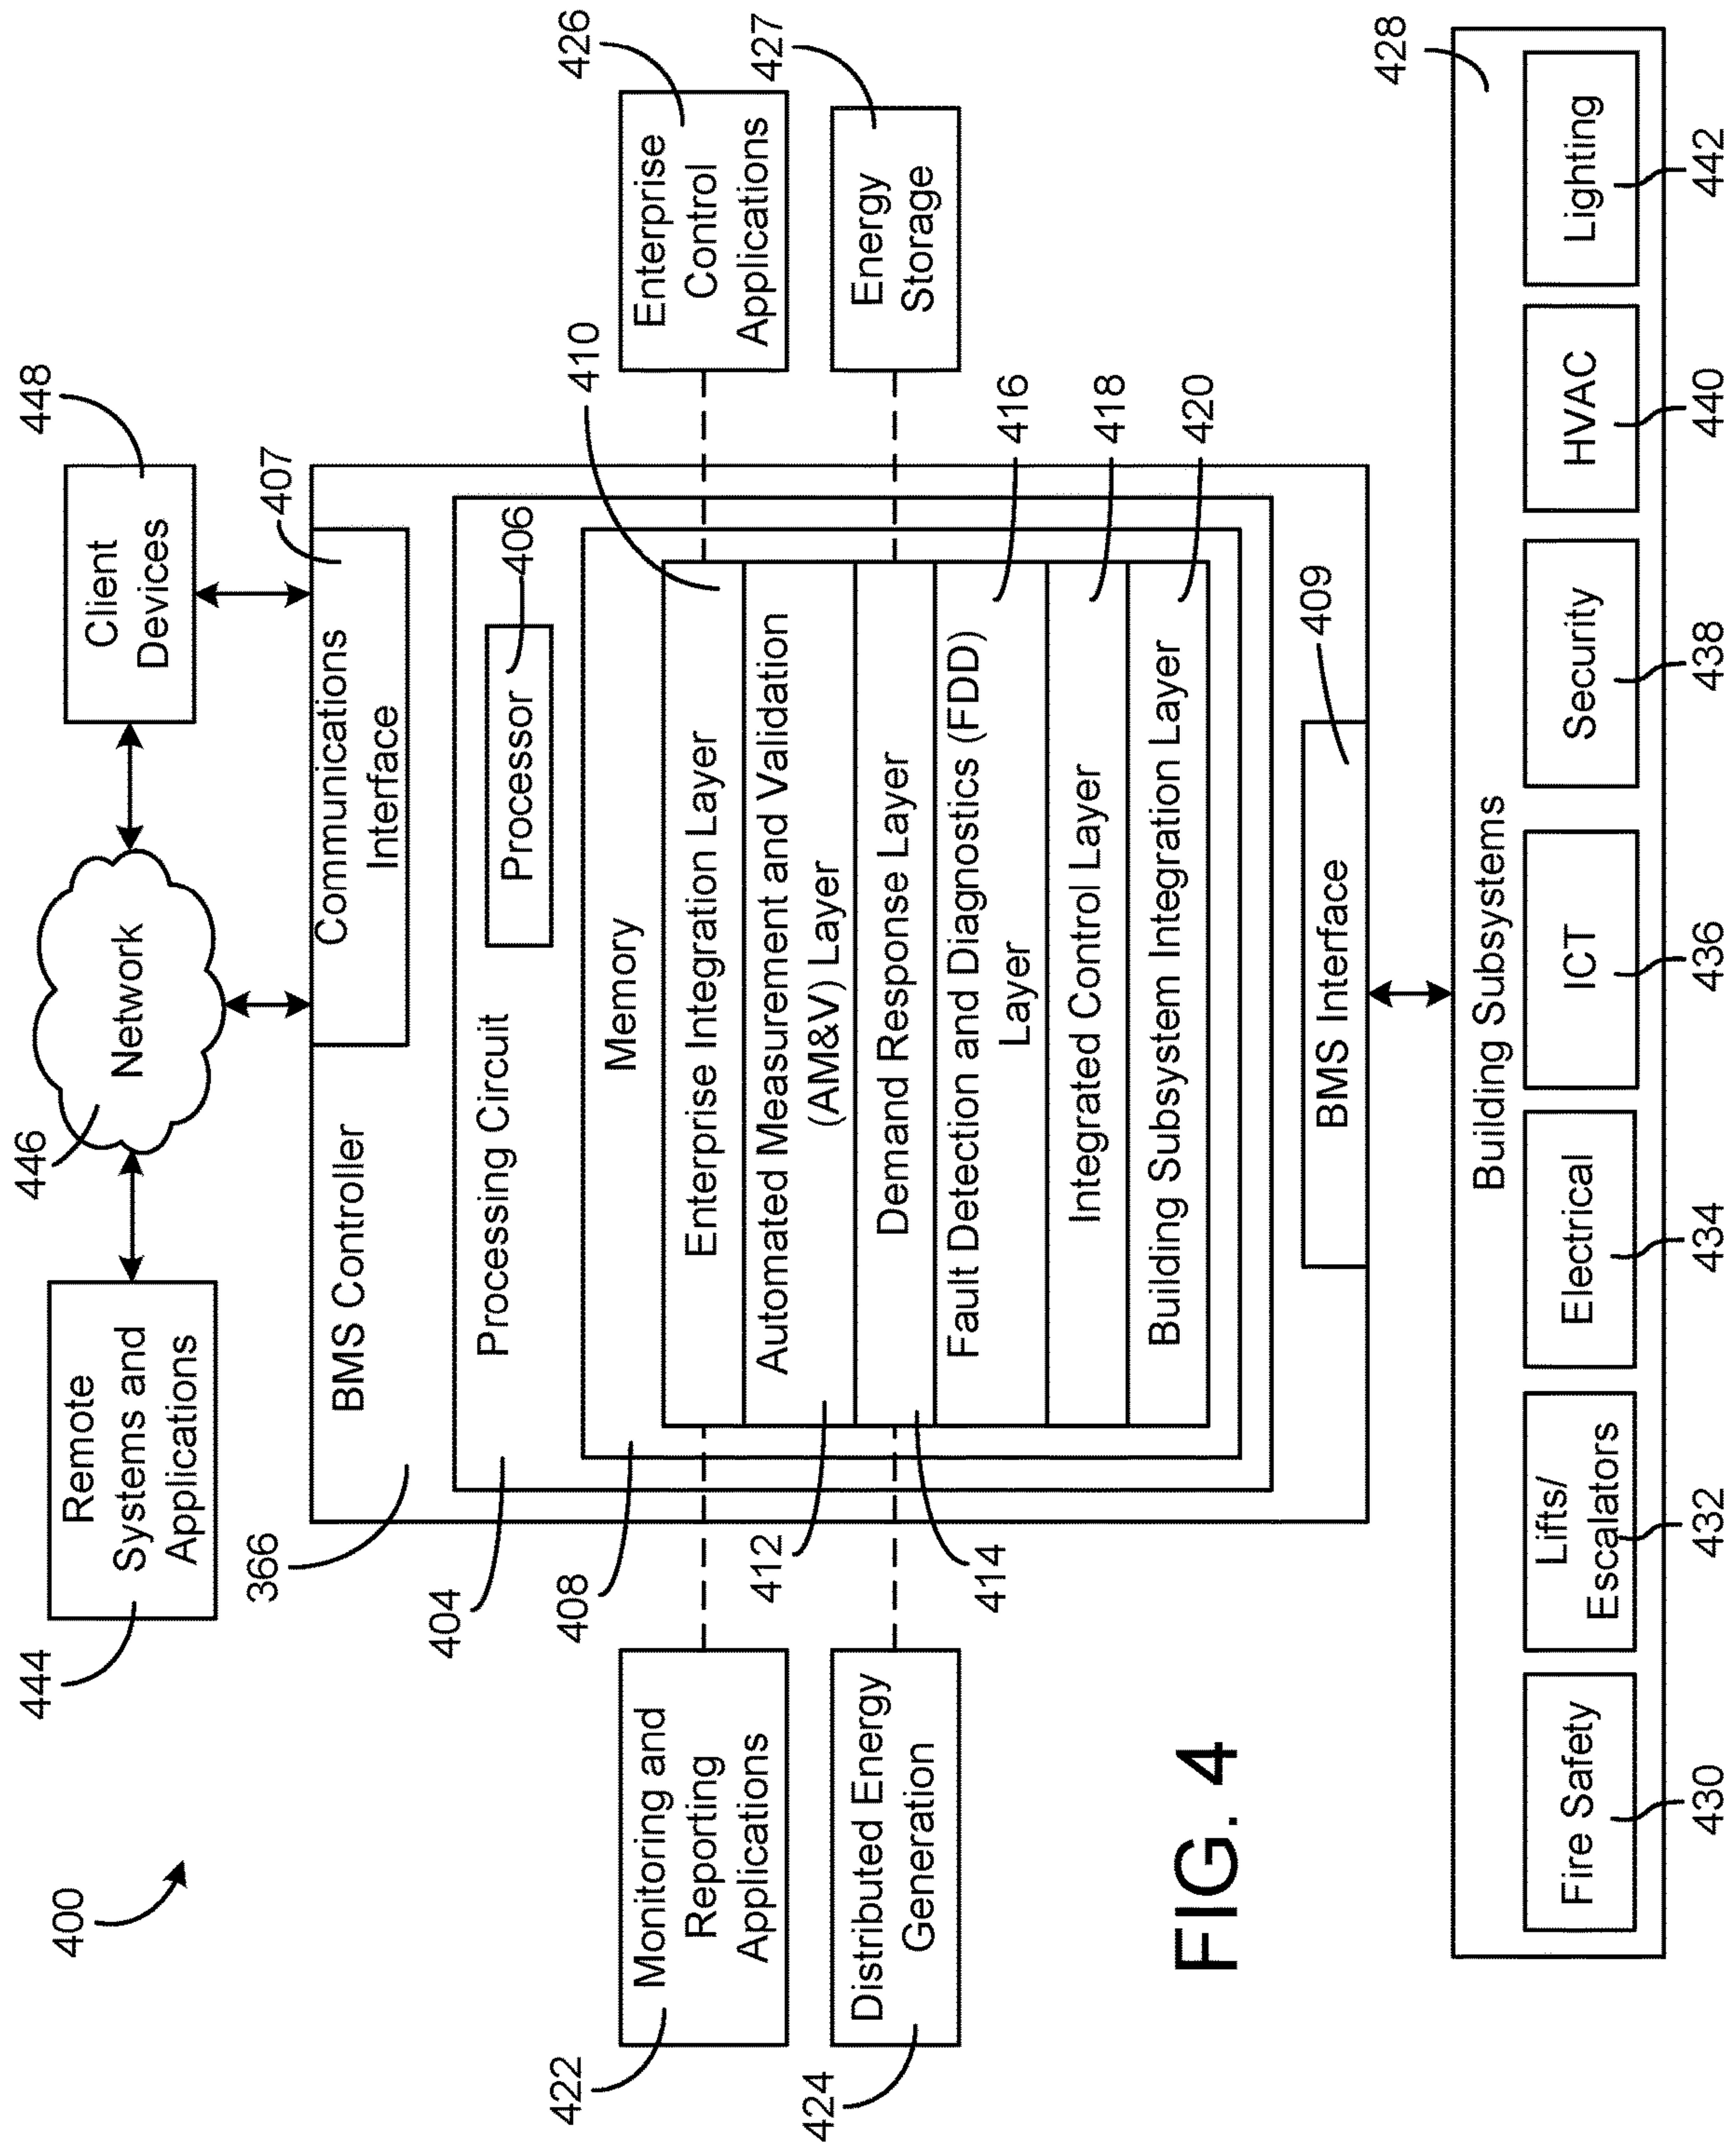 400
444
Remote
Systems and
Applications
446
Network
448
Client
Devices
366
BMS Controller
407
Communications
Interface
404
Processing Circuit
Processor
406
408
Memory
410
Enterprise Integration Layer
412
Automated Measurement and Validation
(AM&V) Layer
414
Demand Response Layer
416
Fault Detection and Diagnostics (FDD)
Layer
418
Integrated Control Layer
420
Building Subsystem Integration Layer
BMS Interface
409
422
Monitoring and
Reporting
Applications
424
Distributed Energy
Generation
426
Enterprise
Control
Applications
427
Energy
Storage
FIG. 4
428
Building Subsystems
Fire Safety
Lifts/
Escalators
Electrical
ICT
Security
HVAC
Lighting
430
432
434
436
438
440
442